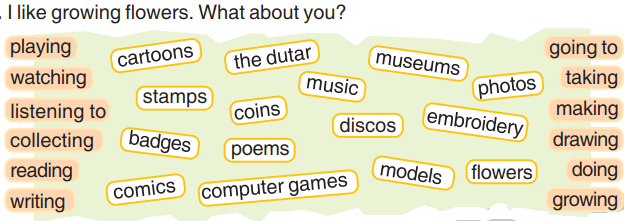 I like growing flowers. What about you?
playing
watching
listening to
collecting
reading
writing
cartoons
the dutar
museums
music
photos
stamps
coins
discos
embroidery
badges
poems
models
flowers
comics
computer games
going to
taking
making
drawing
doing
growing